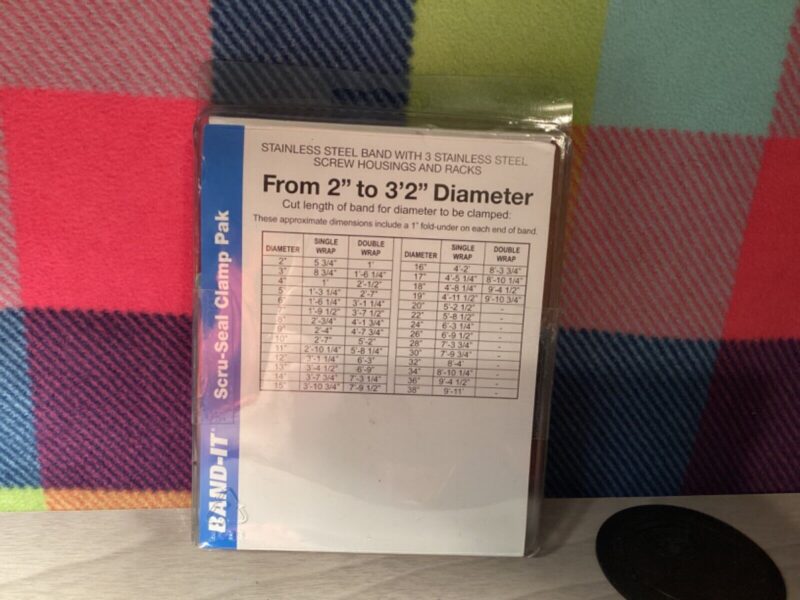 STAINLESS STEEL BAND WITH 3 STAINLESS STEEL
SCREW HOUSINGS AND RACKS
From 2" to 3'2" Diameter
Cut length of band for diameter to be clamped:
These approximate dimensions include a 1" fold-under on each end of band.
DIAMETER SINGLE WRAP DOUBLE WRAP DIAMETER SINGLE WRAP DOUBLE WRAP
2" 5 3/4" 1' 16" 4'-2" 8'-3 3/4"
3" 8 3/4" 1'-6 1/4" 17" 4'-5 1/4" 8'-10 1/4"
4" 1' 2'-1/2" 18" 4'-8 1/4" 9'-4 1/2"
1'-3 1/4" 2'-7" 19" 4'-11 1/2" 9'-10 3/4"
6" 1'-6 1/4" 3'-1 1/4" 20" 5'-2 1/2" -
1'-9 1/2" 3'-7 1/2" 22" 5'-8 1/2" -
2'-3/4" 4'-1 3/4" 24" 6'-3 1/4" -
9" 2'-4" 4'-7 3/4" 26" 6'-9 1/2" -
10" 2'-7" 5'-2" 28" 7'-3 3/4" -
11" 2'-10 1/4" 5'-8 1/4" 30" 7'-9 3/4" -
12" 3'-1 1/4" 6'-3" 32" 8'-4" -
13" 3'-4 1/2" 6'-9" 34" 8'-10 1/4" -
14" 3'-7 3/4" 7'-3 1/4" 36" 9'-4 1/2" -
15" 3'-10 3/4" 7'-9 1/2" 38" 9'-11" -
BAND-IT Scru-Seal Clamp Pak